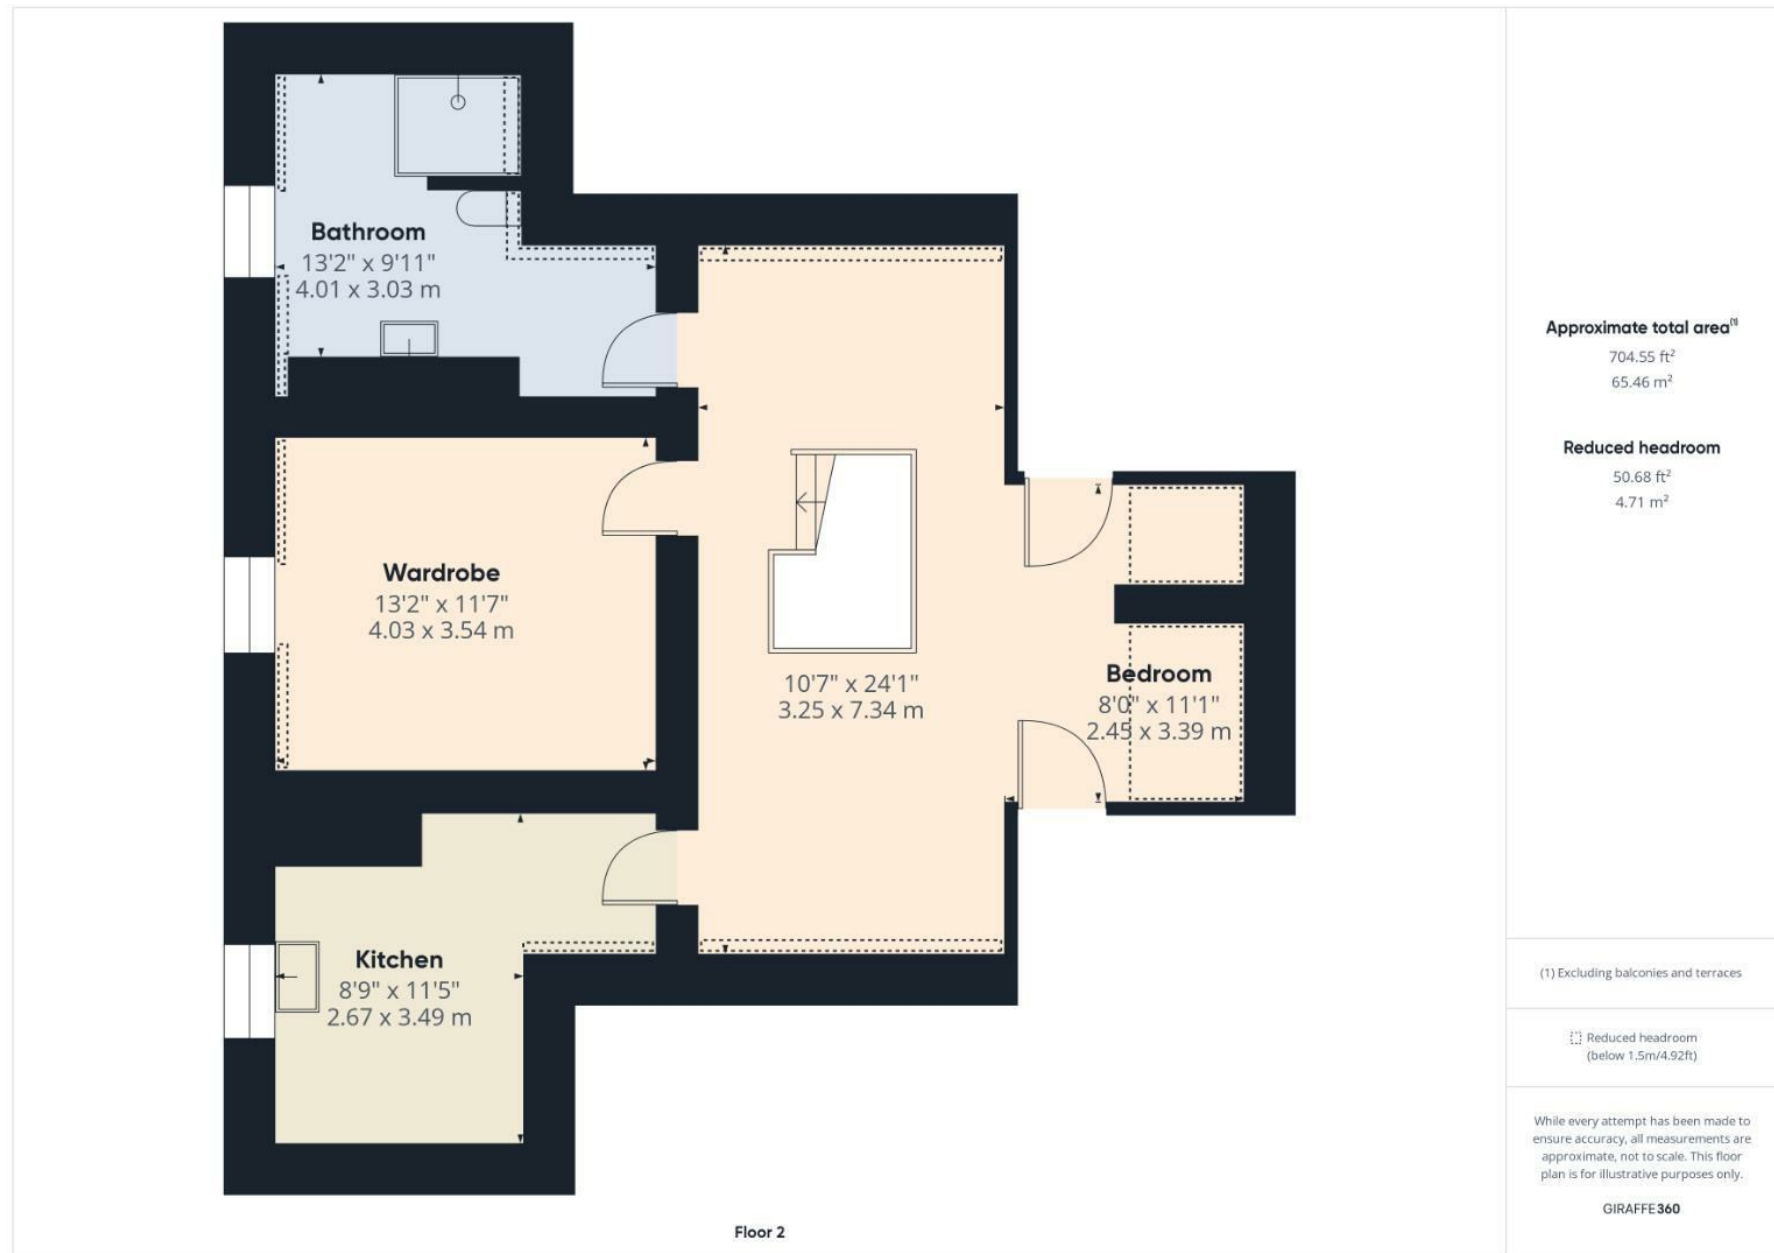 Bathroom
13'2" x 9'11"
4.01 x 3.03 m
Wardrobe
13'2" x 11'7"
4.03 x 3.54 m
10'7" x 24'1"
3.25 x 7.34 m
Bedroom
8'0" x 11'1"
2.45 x 3.39 m
Kitchen
8'9" x 11'5"
2.67 x 3.49 m
Floor 2
Approximate total area(1)
704.55 ft²
65.46 m²
Reduced headroom
50.68 ft²
4.71 m²
(1) Excluding balconies and terraces
Reduced headroom
(below 1.5m/4.92ft)
While every attempt has been made to
ensure accuracy, all measurements are
approximate, not to scale. This floor
plan is for illustrative purposes only.
GIRAFFE360